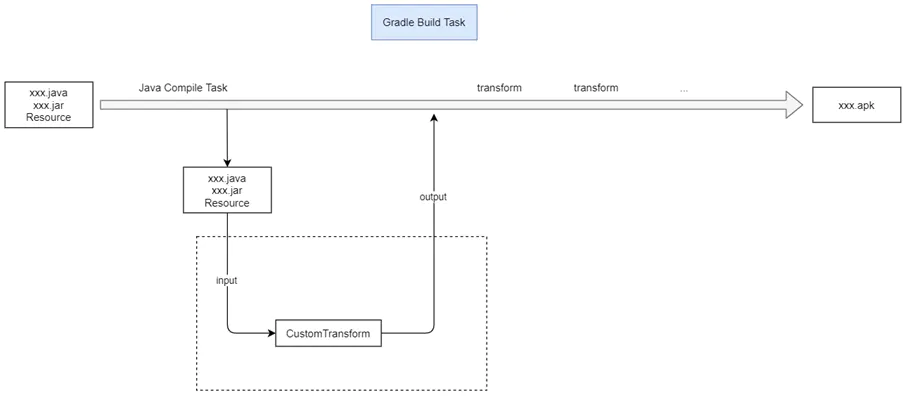 Gradle Build Task
xxx.java
xxx.jar
Resource
Java Compile Task
transform
transform
...
xxx.apk
xxx.java
xxx.jar
Resource
output
input
CustomTransform